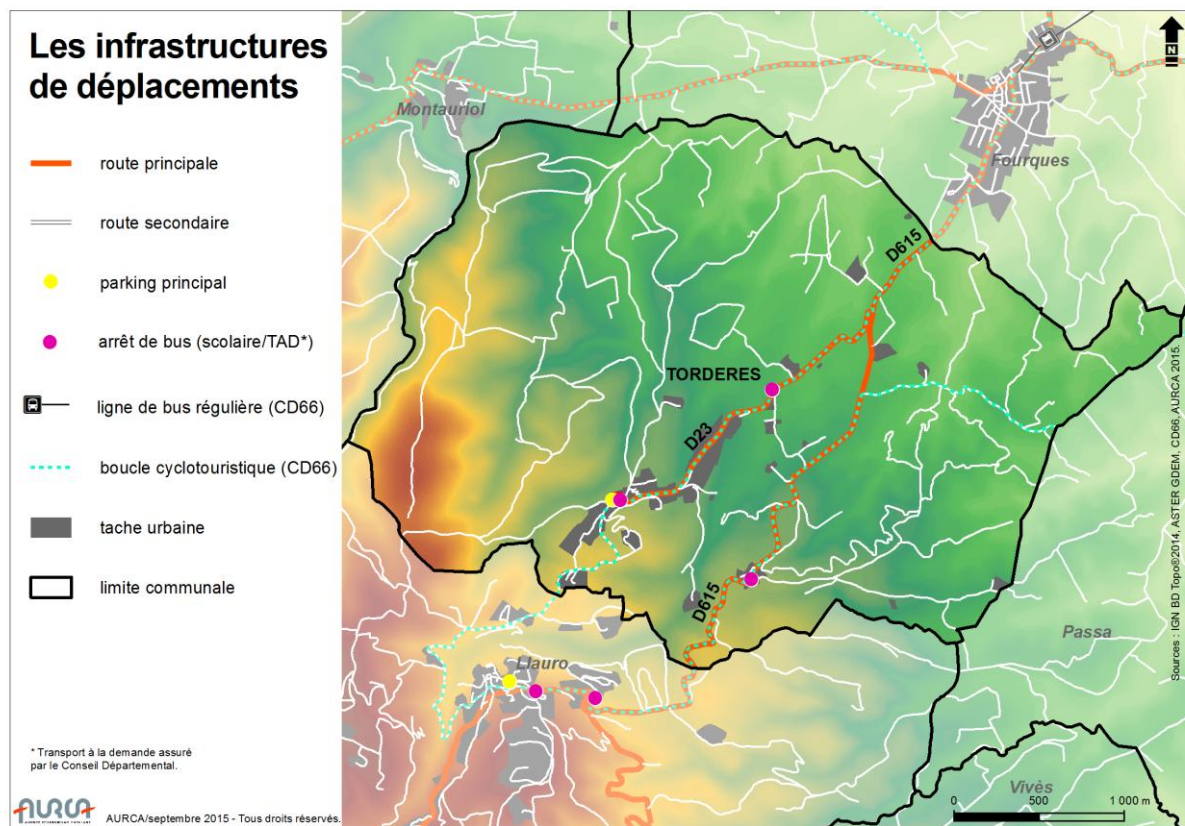 Les infrastructures
de déplacements
route principale
route secondaire
parking principal
arrêt de bus (scolaire/TAD*)
ligne de bus régulière (CD66)
boucle cyclotouristique (CD66)
tache urbaine
limite communale
* Transport à la demande assuré
par le Conseil Départemental.
AURCA
AURCA/septembre 2015 - Tous droits réservés.
Montauriol
Fourques
N
D615
TORDERES
D23
D615
Llauro
Passa
Vivès
0 500 1 000 m
Sources : IGN BD Topo©2014, ASTER GDEM, CD66, AURCA 2015.